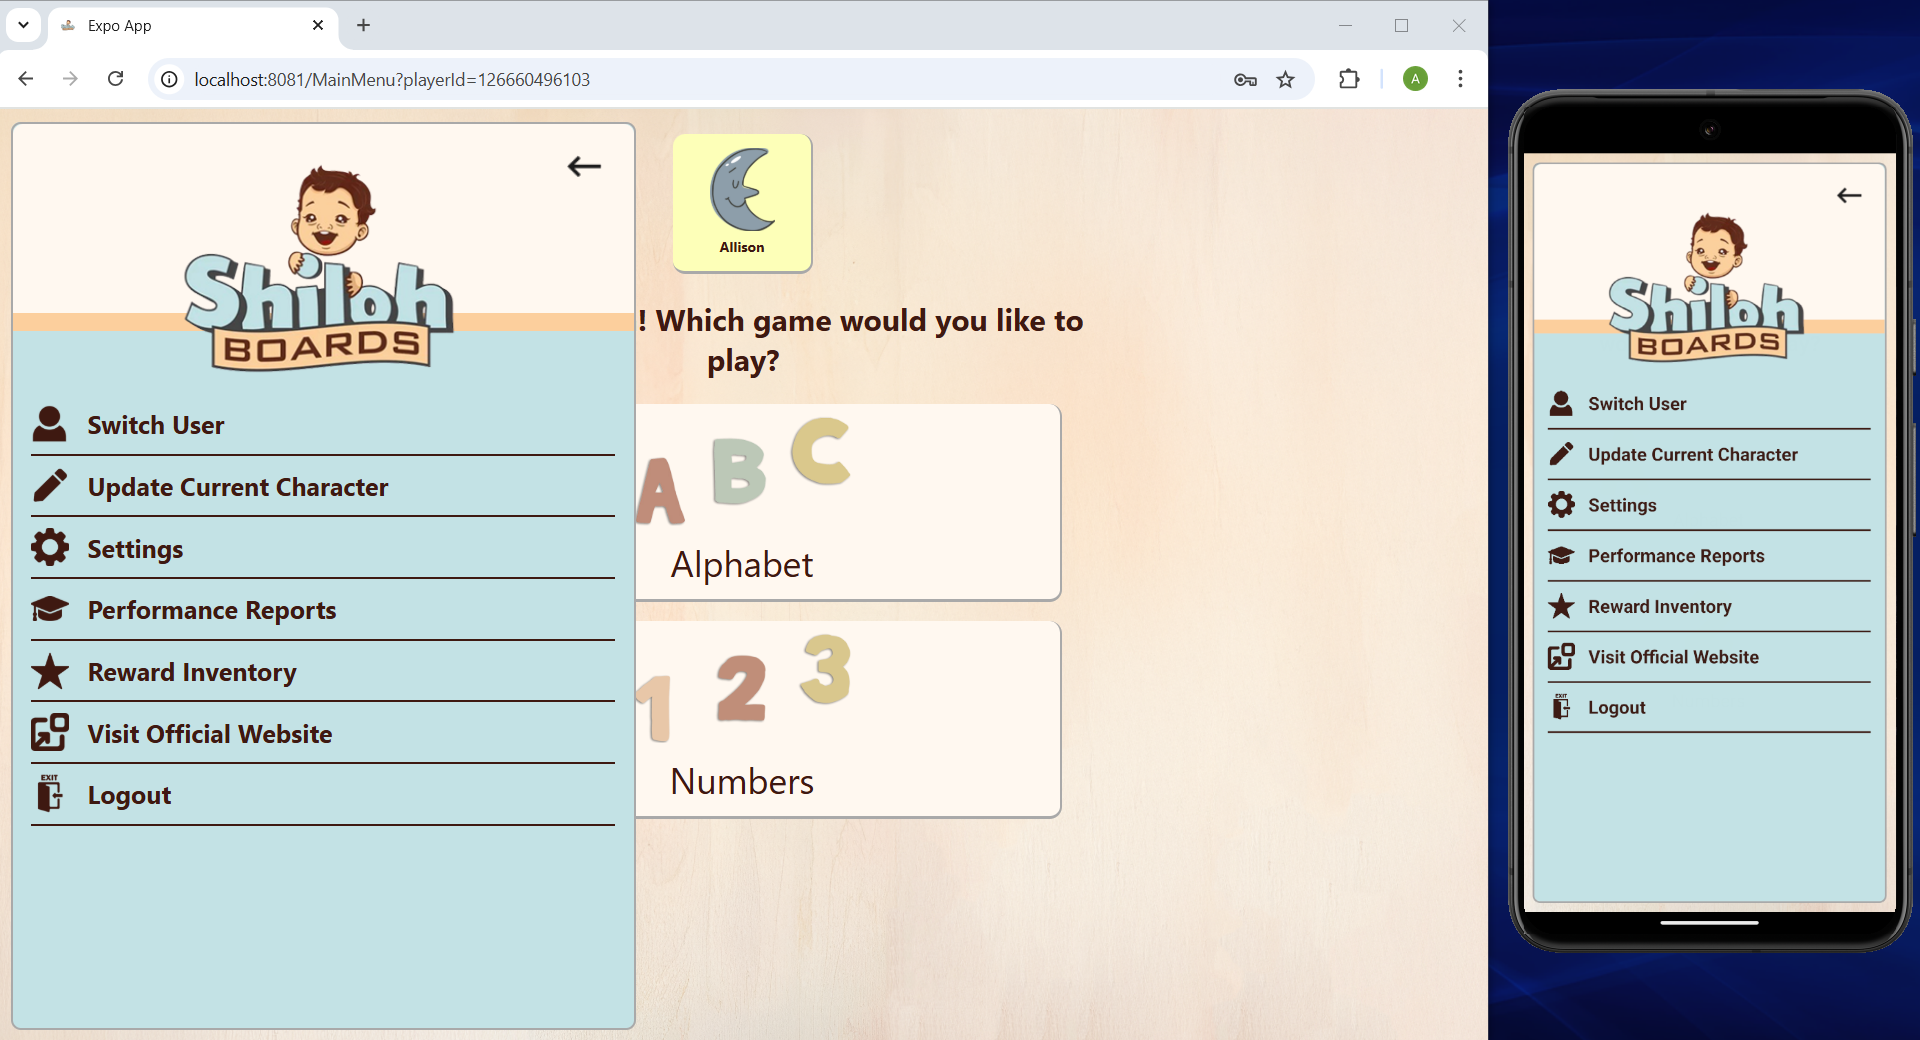 Expo App
localhost:8081/MainMenu?playerId=126660496103
A
Shiloh
BOARDS
Switch User
Update Current Character
Settings
Performance Reports
Reward Inventory
Visit Official Website
EXIT
Logout
Allison
! Which game would you like to
play?
A B C
Alphabet
1 2 3
Numbers
Shiloh
BOARDS
Switch User
Update Current Character
Settings
Performance Reports
Reward Inventory
Visit Official Website
EXIT
Logout